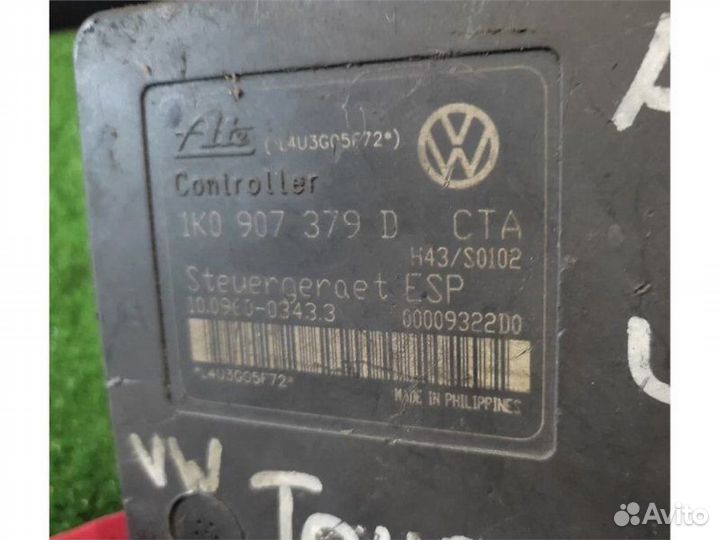 Ate (*L4U3G05F72*)
Controller
1K0 907 379 D CTA
H43/S0102
Steuergeraet ESP
10.0960-0343.3 00009322D0
*L4U3G05F72*
MADE IN PHILIPPINES
VW
Avito